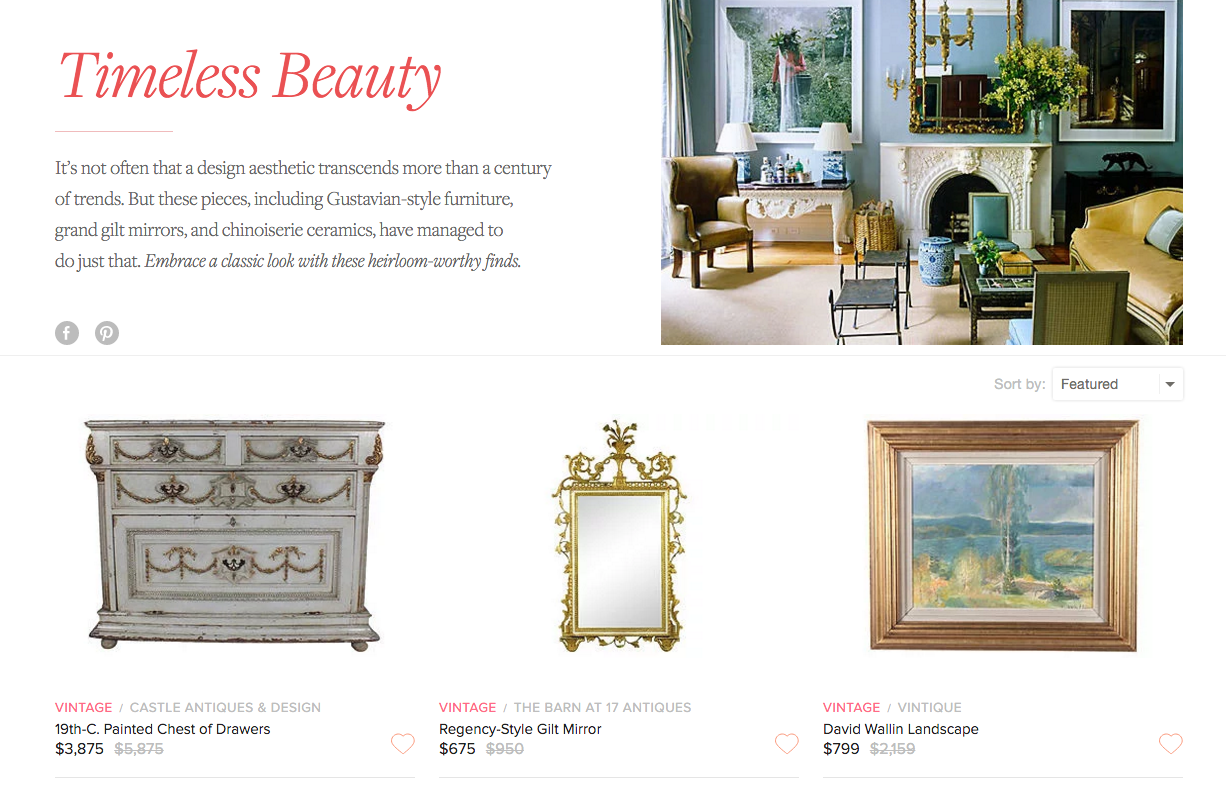 Timeless Beauty
It's not often that a design aesthetic transcends more than a century
of trends. But these pieces, including Gustavian-style furniture,
grand gilt mirrors, and chinoiserie ceramics, have managed to
do just that. Embrace a classic look with these heirloom-worthy finds.
Sort by: Featured
VINTAGE / CASTLE ANTIQUES & DESIGN
19th-C. Painted Chest of Drawers
$3,875 $5,875
VINTAGE / THE BARN AT 17 ANTIQUES
Regency-Style Gilt Mirror
$675 $950
VINTAGE / VINTIQUE
David Wallin Landscape
$799 $2,159